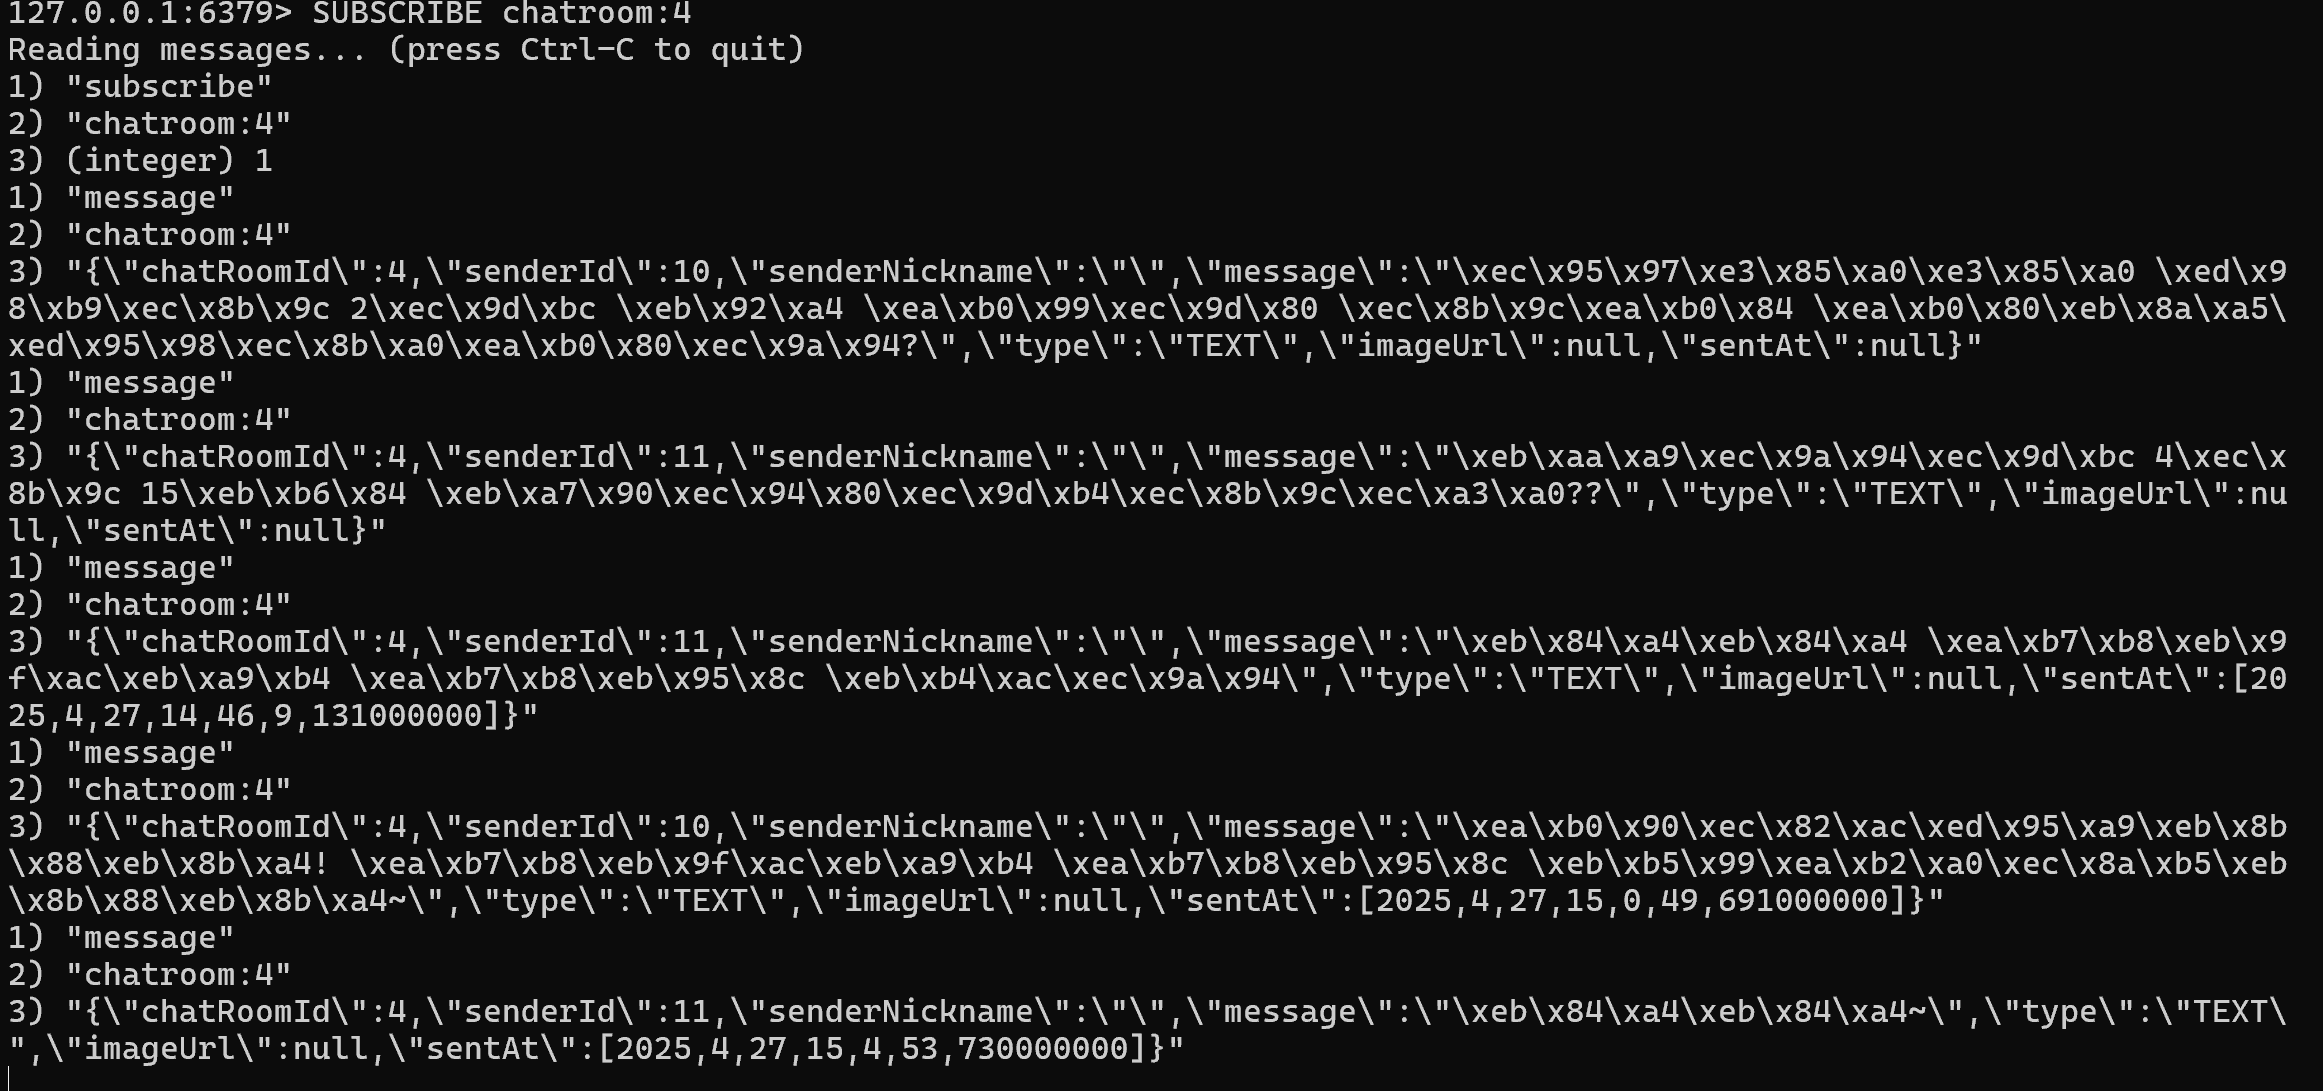 127.0.0.1:6379> SUBSCRIBE chatroom:4
Reading messages... (press Ctrl-C to quit)
1) "subscribe"
2) "chatroom:4"
3) (integer) 1
1) "message"
2) "chatroom:4"
3) "{\"chatRoomId\":4,\"senderId\":10,\"senderNickname\":\"\",\"message\":\"\xec\x95\x97\xe3\x85\xa0\xe3\x85\xa0 \xed\x9
8\xb9\xec\x8b\x9c 2\xec\x9d\xbc \xeb\x92\xa4 \xea\xb0\x99\xec\x9d\x80 \xec\x8b\x9c\xea\xb0\x84 \xea\xb0\x80\xeb\x8a\xa5\
xed\x95\x98\xec\x8b\xa0\xea\xb0\x80\xec\x9a\x94?\",\"type\":\"TEXT\",\"imageUrl\":null,\"sentAt\":null}"
1) "message"
2) "chatroom:4"
3) "{\"chatRoomId\":4,\"senderId\":11,\"senderNickname\":\"\",\"message\":\"\xeb\xaa\xa9\xec\x9a\x94\xec\x9d\xbc 4\xec\x
8b\x9c 15\xeb\xb6\x84 \xeb\xa7\x90\xec\x94\x80\xec\x9d\xb4\xec\x8b\x9c\xec\xa3\xa0??\",\"type\":\"TEXT\",\"imageUrl\":nu
ll,\"sentAt\":null}"
1) "message"
2) "chatroom:4"
3) "{\"chatRoomId\":4,\"senderId\":11,\"senderNickname\":\"\",\"message\":\"\xeb\x84\xa4\xeb\x84\xa4 \xea\xb7\xb8\xeb\x9
f\xac\xeb\xa9\xb4 \xea\xb7\xb8\xeb\x95\x8c \xeb\xb4\xac\xec\x9a\x94\",\"type\":\"TEXT\",\"imageUrl\":null,\"sentAt\":[20
25,4,27,14,46,9,131000000]}"
1) "message"
2) "chatroom:4"
3) "{\"chatRoomId\":4,\"senderId\":10,\"senderNickname\":\"\",\"message\":\"\xea\xb0\x90\xec\x82\xac\xed\x95\xa9\xeb\x8b
\x88\xeb\x8b\xa4! \xea\xb7\xb8\xeb\x9f\xac\xeb\xa9\xb4 \xea\xb7\xb8\xeb\x95\x8c \xeb\xb5\x99\xea\xb2\xa0\xec\x8a\xb5\xeb
\x8b\x88\xeb\x8b\xa4~\",\"type\":\"TEXT\",\"imageUrl\":null,\"sentAt\":[2025,4,27,15,0,49,691000000]}"
1) "message"
2) "chatroom:4"
3) "{\"chatRoomId\":4,\"senderId\":11,\"senderNickname\":\"\",\"message\":\"\xeb\x84\xa4\xeb\x84\xa4~\",\"type\":\"TEXT\
",\"imageUrl\":null,\"sentAt\":[2025,4,27,15,4,53,730000000]}"